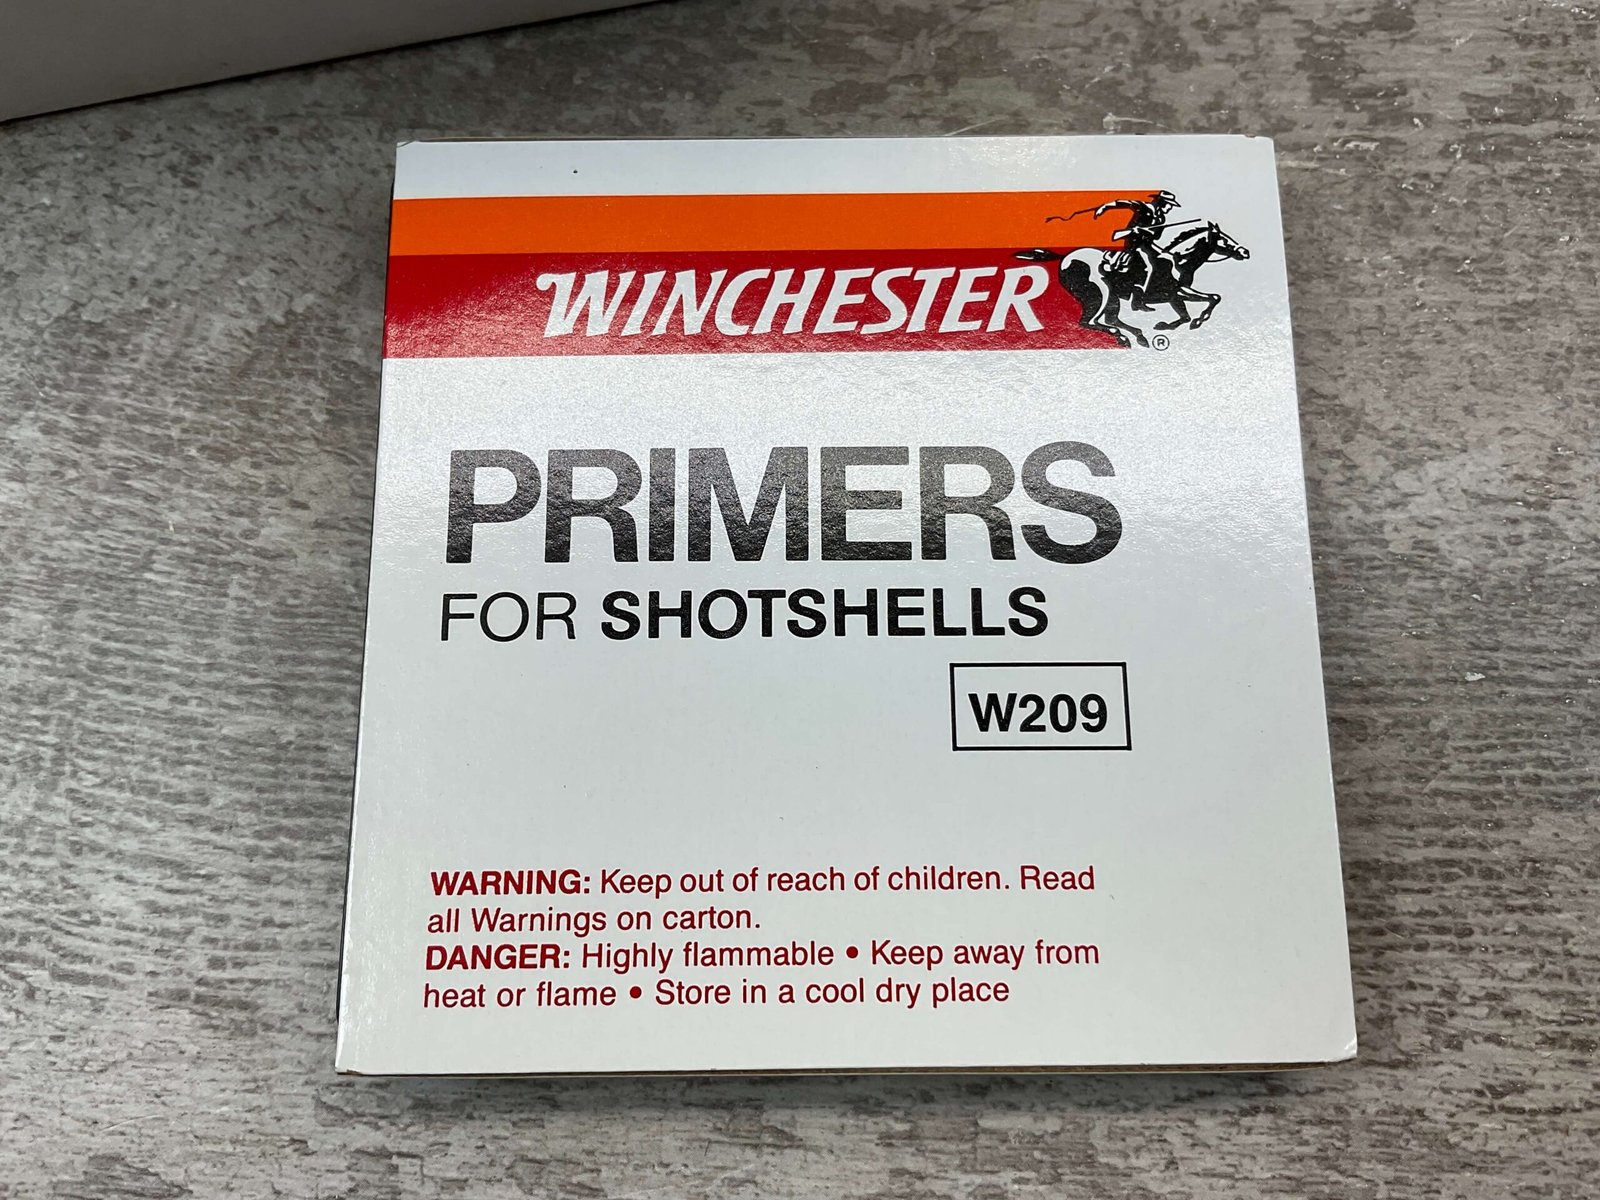 WINCHESTER
®
PRIMERS
FOR SHOTSHELLS
W209
WARNING: Keep out of reach of children. Read
all Warnings on carton.
DANGER: Highly flammable • Keep away from
heat or flame • Store in a cool dry place